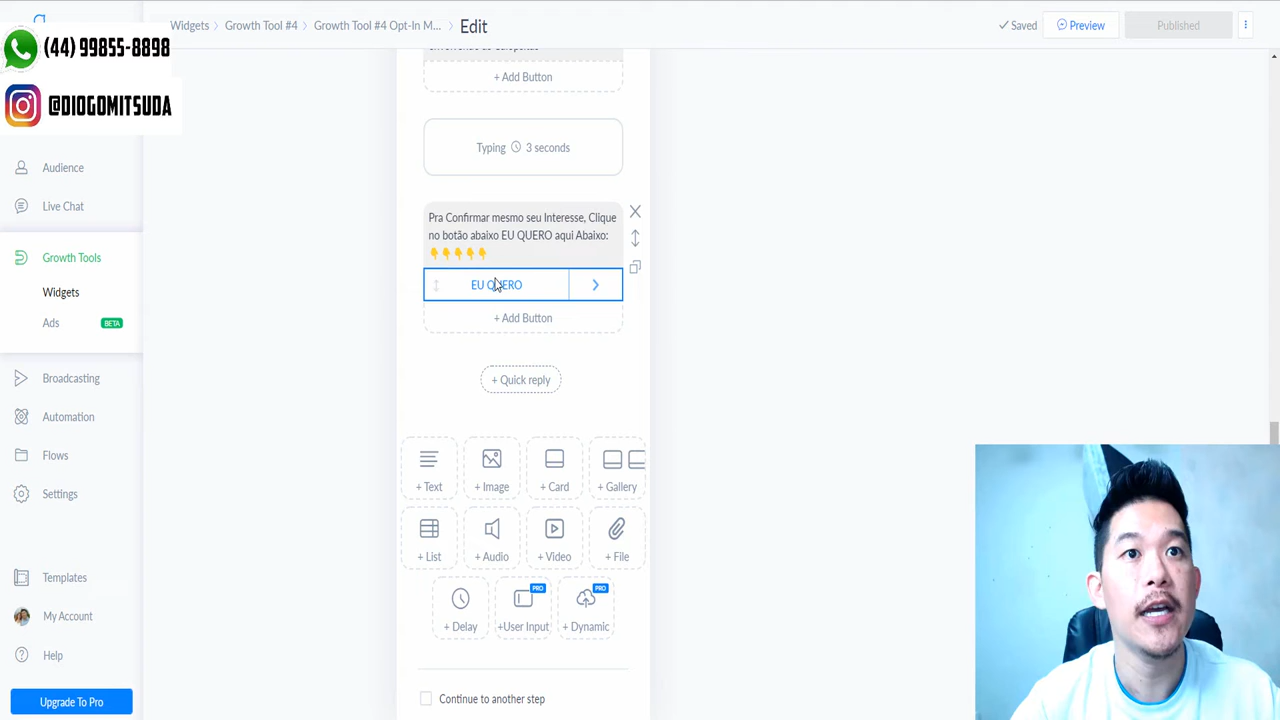 Widgets > Growth Tool #4 > Growth Tool #4 Opt-In M... > Edit
Saved
Preview
Published
(44) 99855-8898
@DIOGOMITSUDA
Audience
Live Chat
Growth Tools
Widgets
Ads
BETA
Broadcasting
Automation
Flows
Settings
Templates
My Account
Help
Upgrade To Pro
+ Add Button
Typing 3 seconds
Pra Confirmar mesmo seu Interesse, Clique
no botão abaixo EU QUERO aqui Abaixo:
👇👇👇👇👇
EU QUERO
+ Add Button
+ Quick reply
+ Text
+ Image
+ Card
+ Gallery
+ List
+ Audio
+ Video
+ File
+ Delay
PRO
+User Input
PRO
+ Dynamic
Continue to another step